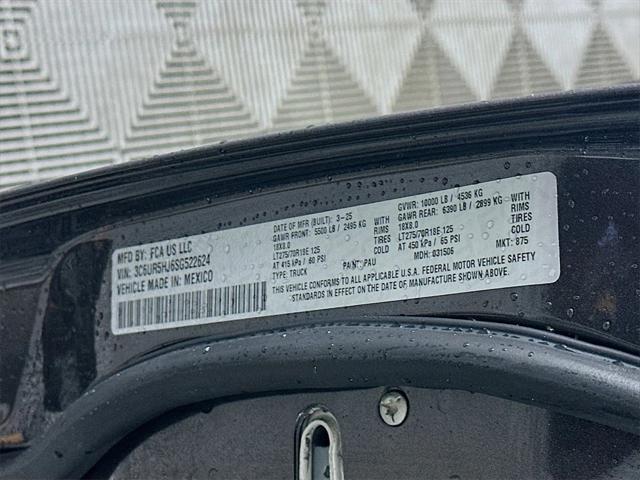 MFD BY: FCA US LLC
VIN: 3C6UR5HJ6SG522624
VEHICLE MADE IN: MEXICO
DATE OF MFR (BUILT): 3-25
GAWR FRONT: 5500 LB / 2495 KG
18X8.0
LT275/70R18E 125
AT 415 kPa / 60 PSI
TYPE: TRUCK
PAINT: PAU
WITH
RIMS
TIRES
COLD
GVWR: 10000 LB / 4536 KG
GAWR REAR: 6390 LB / 2899 KG
18X8.0
LT275/70R18E 125
AT 450 kPa / 65 PSI
MDH: 031506
WITH
RIMS
TIRES
COLD
MKT: 875
THIS VEHICLE CONFORMS TO ALL APPLICABLE U.S.A. FEDERAL MOTOR VEHICLE
SAFETY STANDARDS IN EFFECT ON THE DATE OF MANUFACTURE SHOWN ABOVE.